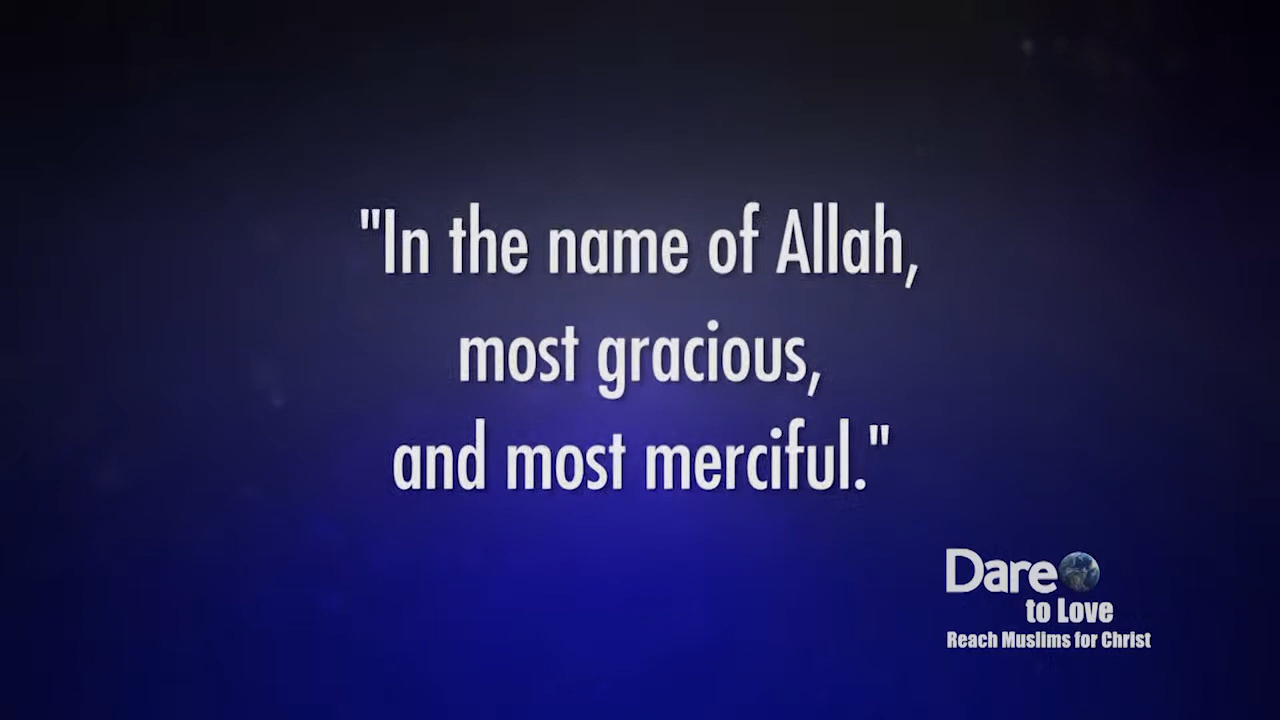 "In the name of Allah,
most gracious,
and most merciful."
Dare
to Love
Reach Muslims for Christ